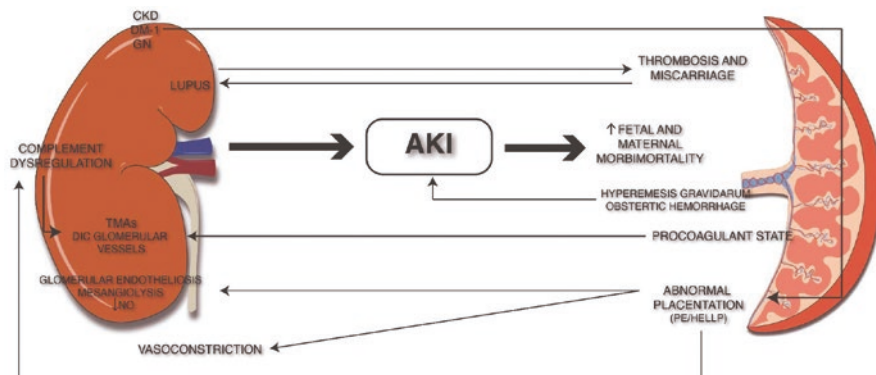 CKD
DM-1
GN
LUPUS
COMPLEMENT
DYSREGULATION
TMAs
DIC GLOMERULAR
VESSELS
GLOMERULAR ENDOTHELIOSIS
MESANGIOLYSIS
↓NO
VASOCONSTRICTION
AKI
THROMBOSIS AND
MISCARRIAGE
↑ FETAL AND
MATERNAL
MORBIMORTALITY
HYPEREMESIS GRAVIDARUM
OBSTERTIC HEMORRHAGE
PROCOAGULANT STATE
ABNORMAL
PLACENTATION
(PE/HELLP)